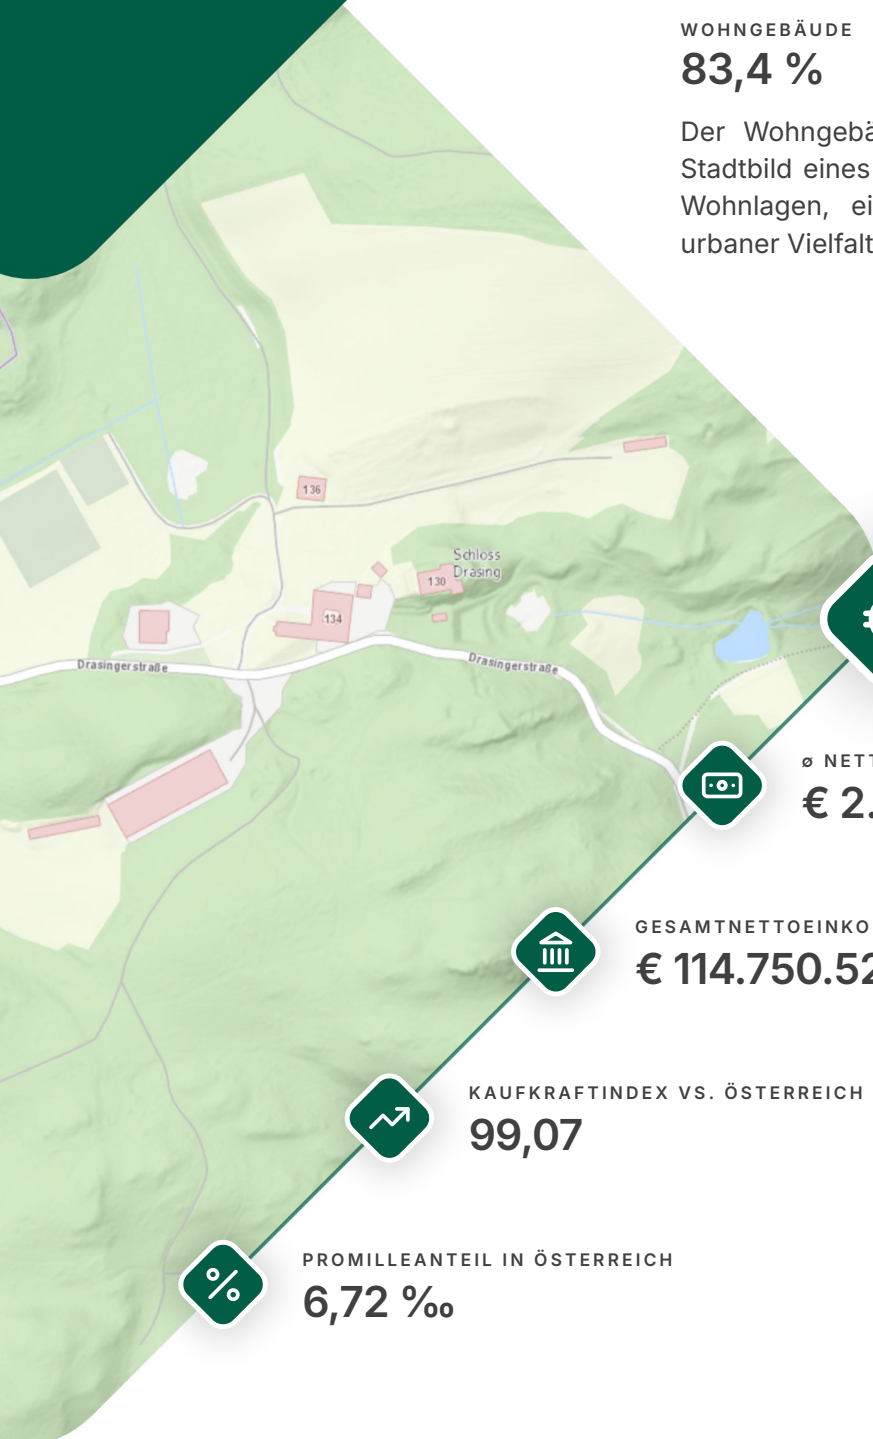 WOHNGEBÄUDE
83,4 %
Der Wohngebä
Stadtbild eines
Wohnlagen, ei
urbaner Vielfalt
136
Schloss
Drasing
130
134
Drasingerstraße
Drasingerstraße
ø NETT
€ 2.
GESAMTNETTOEINKO
€ 114.750.52
KAUFKRAFTINDEX VS. ÖSTERREICH
99,07
PROMILLEANTEIL IN ÖSTERREICH
6,72 ‰